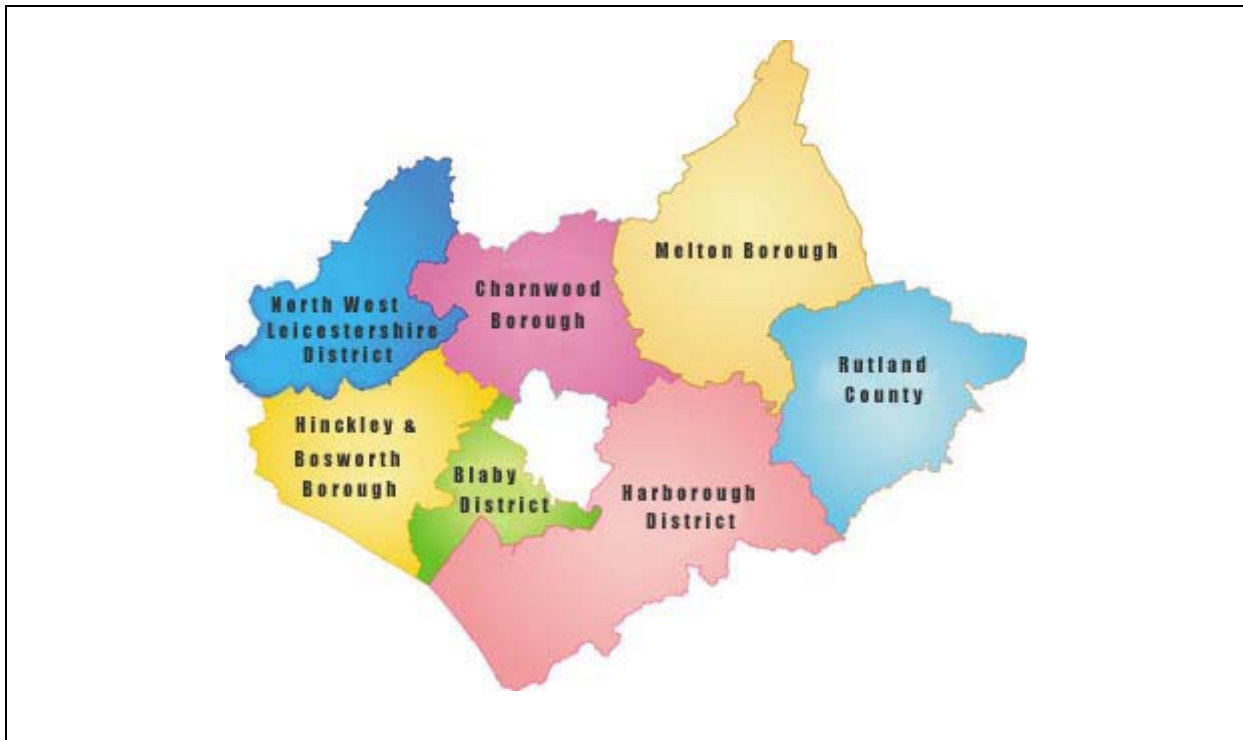 Melton Borough
Charnwood
Borough
North West
Leicestershire
District
Rutland
County
Hinckley &
Bosworth
Borough
Blaby
District
Harborough
District